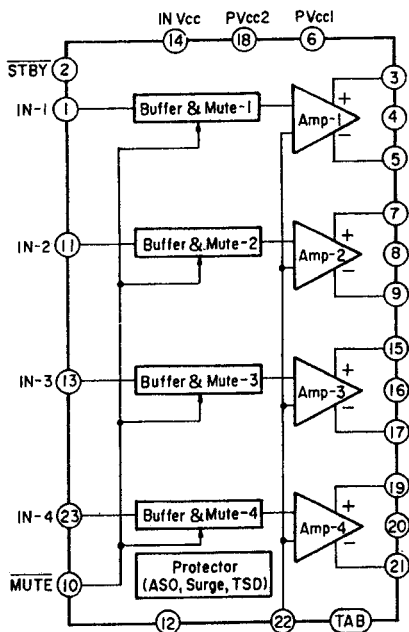 IN Vcc PVcc2 PVcc1
14 18 6
STBY 2
3
IN-1 1 Buffer & Mute-1 Amp-1 + −
4
5
7
IN-2 11 Buffer & Mute-2 Amp-2 + −
8
9
15
IN-3 13 Buffer & Mute-3 Amp-3 + −
16
17
19
IN-4 23 Buffer & Mute-4 Amp-4 + −
20
21
Protector
(ASO, Surge, TSD)
MUTE 10
12 22 TAB